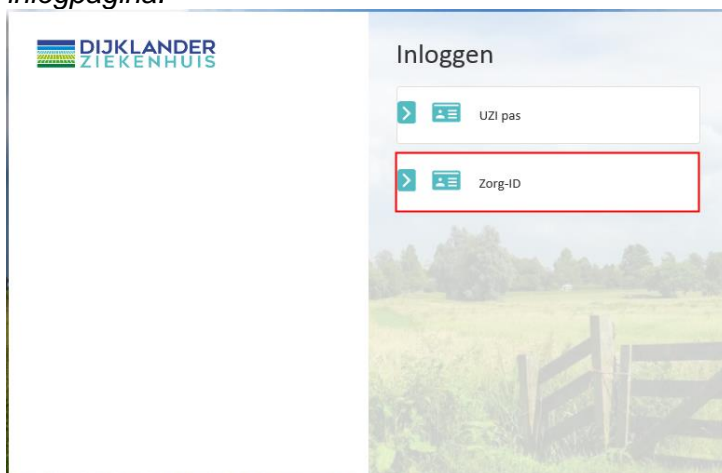 inlogpagina:
DIJKLANDER
ZIEKENHUIS
Inloggen
UZI pas
Zorg-ID